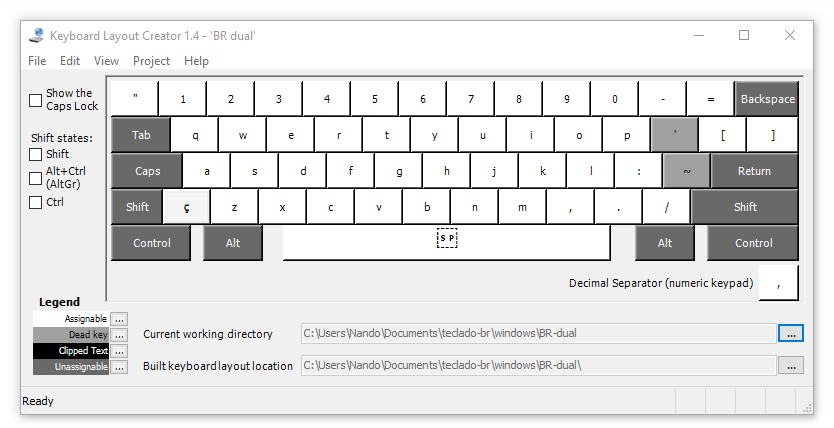 Keyboard Layout Creator 1.4 - 'BR dual'
File Edit View Project Help
Show the
Caps Lock
" 1 2 3 4 5 6 7 8 9 0 - = Backspace
Shift states:
Tab q w e r t y u i o p ' [ ]
Shift
Alt+Ctrl
(AltGr)
Caps a s d f g h j k l : ~ Return
Ctrl
Shift ç z x c v b n m , . / Shift
Control Alt SP Alt Control
Decimal Separator (numeric keypad) ,
Legend
Assignable ...
Dead key ...
Clipped Text ...
Unassignable ...
Current working directory C:\Users\Nando\Documents\teclado-br\windows\BR-dual ...
Built keyboard layout location C:\Users\Nando\Documents\teclado-br\windows\BR-dual\ ...
Ready